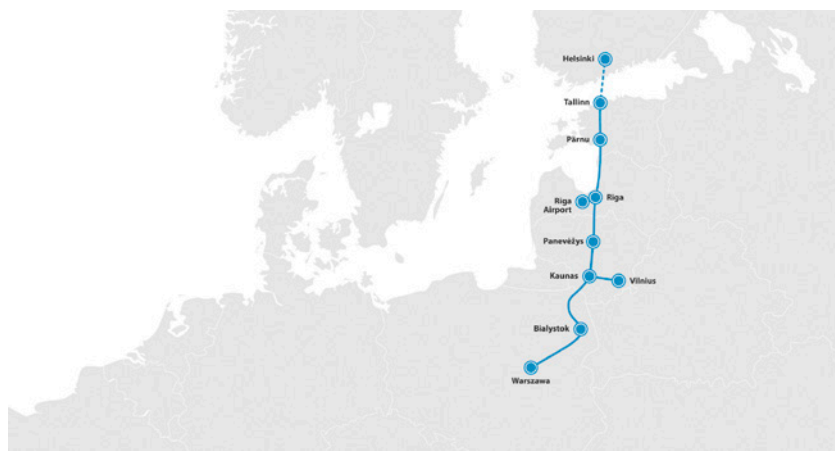 Helsinki
Tallinn
Pärnu
Riga
Riga
Airport
Panevėžys
Kaunas
Vilnius
Bialystok
Warszawa